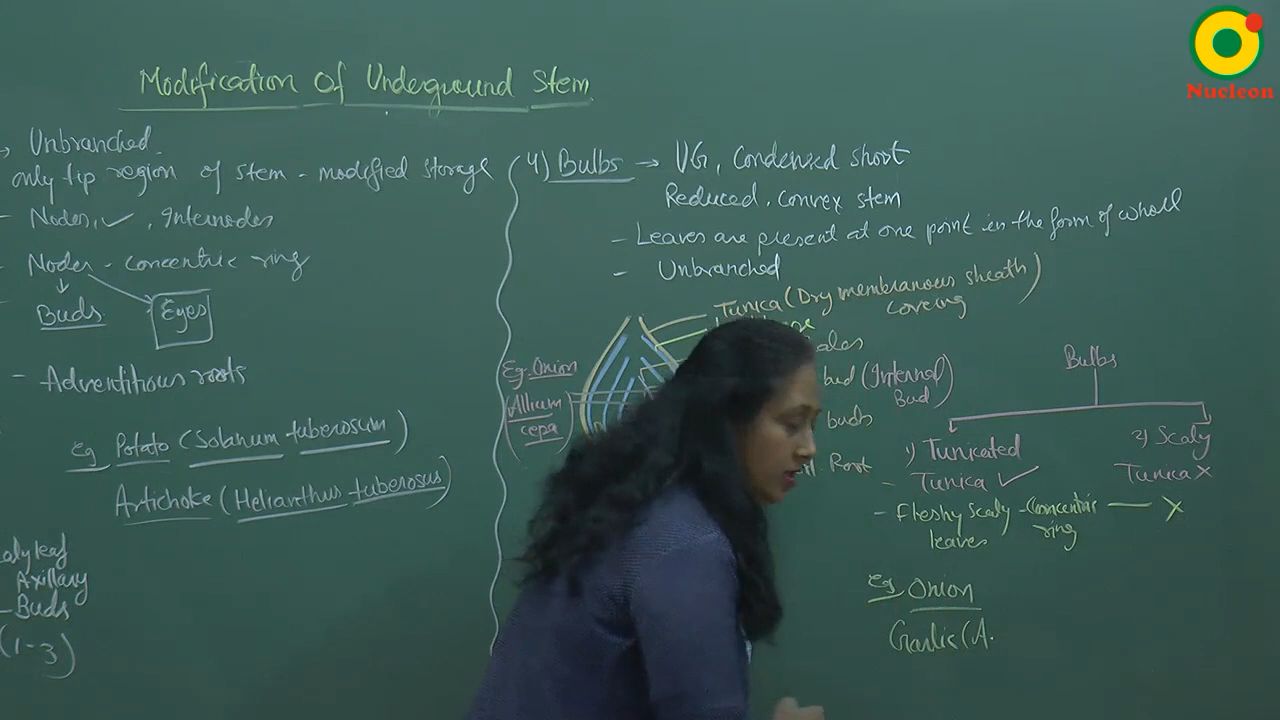 Nucleon
Modification of Underground Stem
Unbranched
only tip region of stem - modified storage
- Nodes, ✓, Internodes
- Nodes - concentric ring
Buds
Eyes
- Adventitious roots
eg Potato (Solanum tuberosum)
Artichoke (Helianthus tuberosus)
Axillary
- Buds
(1-3)
4) Bulbs → UG, Condensed shoot
Reduced, convex stem
- Leaves are present at one point in the form of whorl
- Unbranched
Tunica (Dry membranous sheath)
covering
bud (Internal
Bud)
buds
Root
Eg. Onion
(Allium
cepa)
Bulbs
1) Tunicated
- Tunica ✓
2) Scaly
Tunica X
- Fleshy scaly - Concentric — X
leaves ring
eg Onion
Garlic (A.